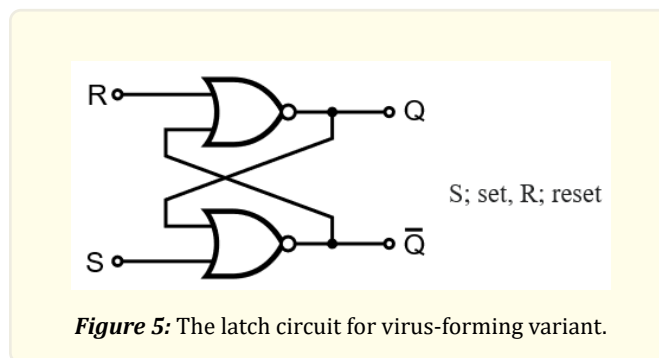 R
Q
S; set, R; reset
S
Q̅
Figure 5: The latch circuit for virus-forming variant.